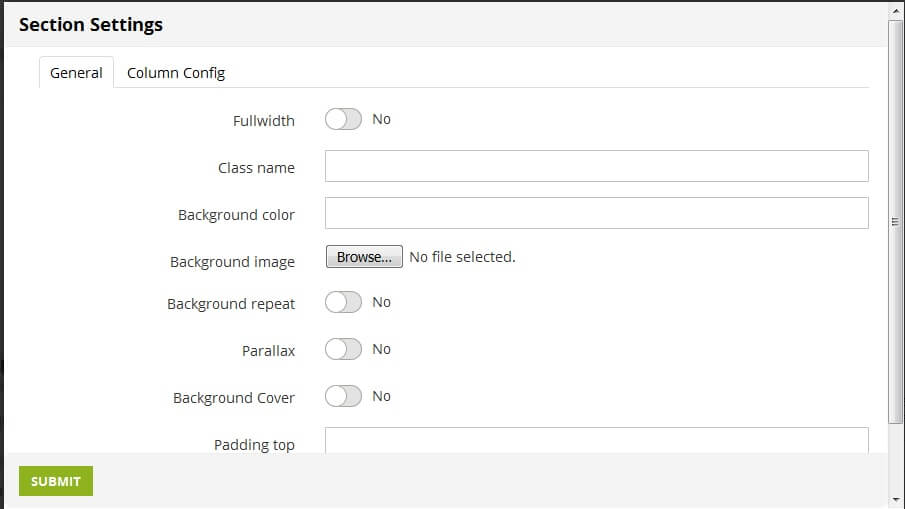 Section Settings
General Column Config
Fullwidth No
Class name
Background color
Background image Browse... No file selected.
Background repeat No
Parallax No
Background Cover No
Padding top
SUBMIT